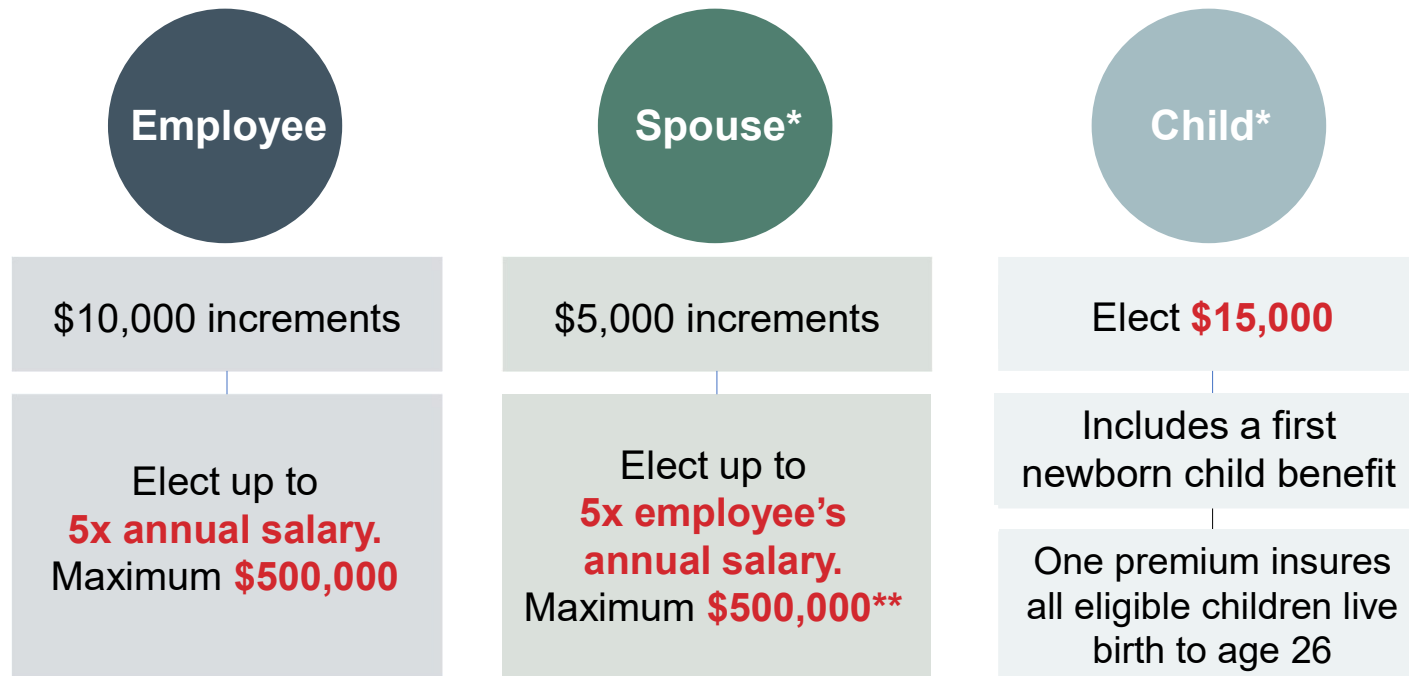 Employee
$10,000 increments
Elect up to
5x annual salary.
Maximum $500,000
Spouse*
$5,000 increments
Elect up to
5x employee’s
annual salary.
Maximum $500,000**
Child*
Elect $15,000
Includes a first
newborn child benefit
One premium insures
all eligible children live
birth to age 26